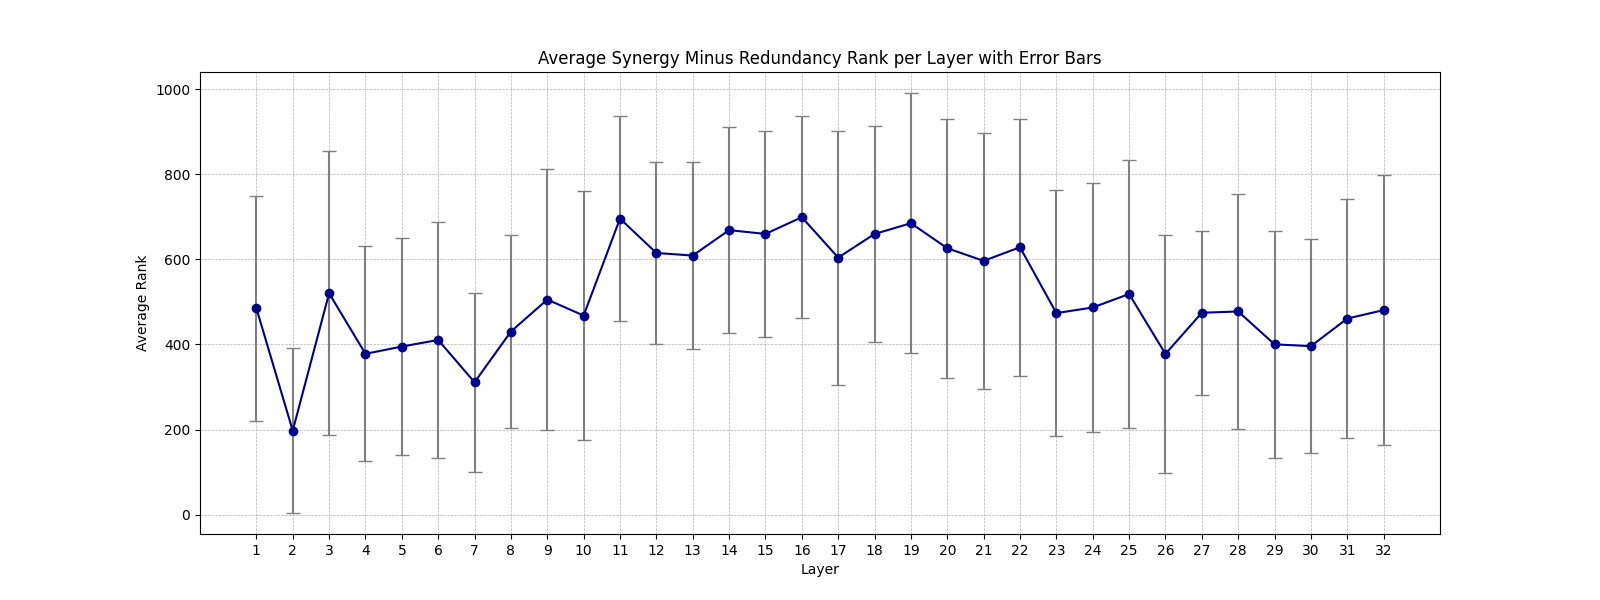 Average Synergy Minus Redundancy Rank per Layer with Error Bars
1000
800
600
400
200
0
Average Rank
1 2 3 4 5 6 7 8 9 10 11 12 13 14 15 16 17 18 19 20 21 22 23 24 25 26 27 28 29 30 31 32
Layer